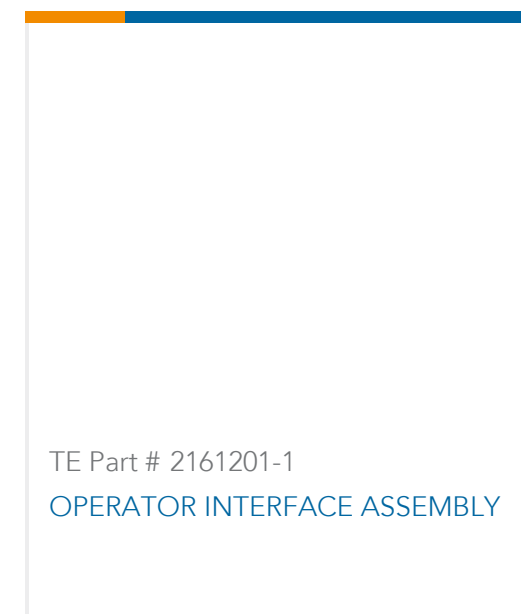 TE Part # 2161201-1
OPERATOR INTERFACE ASSEMBLY